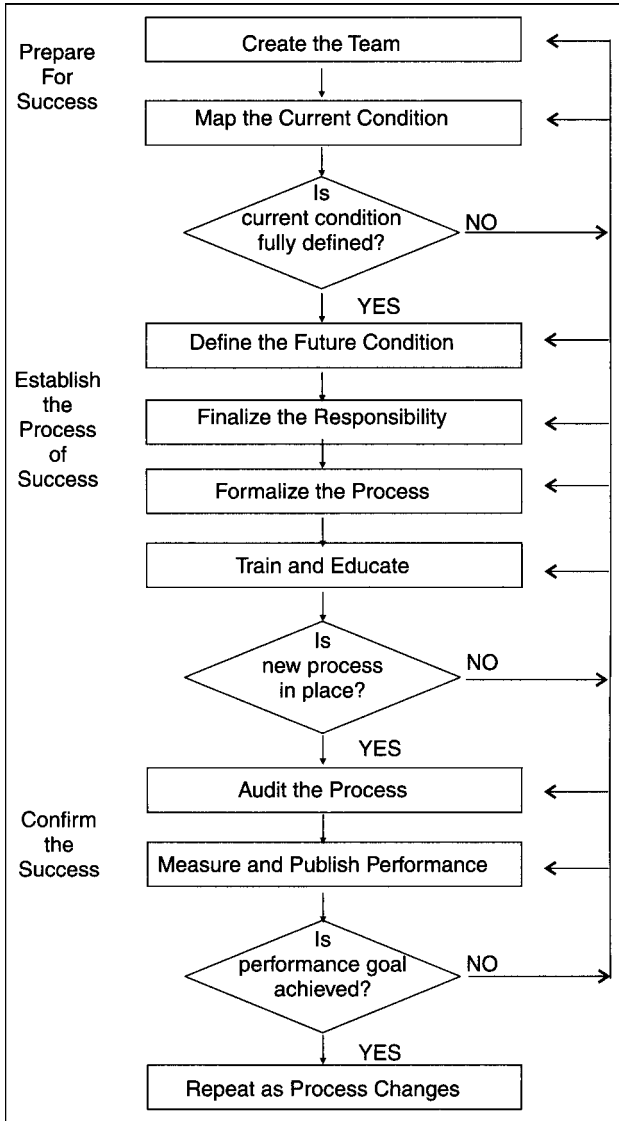 Prepare
For
Success
Create the Team
Map the Current Condition
Is
current condition
fully defined?
NO
YES
Establish
the
Process
of
Success
Define the Future Condition
Finalize the Responsibility
Formalize the Process
Train and Educate
Is
new process
in place?
NO
YES
Confirm
the
Success
Audit the Process
Measure and Publish Performance
Is
performance goal
achieved?
NO
YES
Repeat as Process Changes